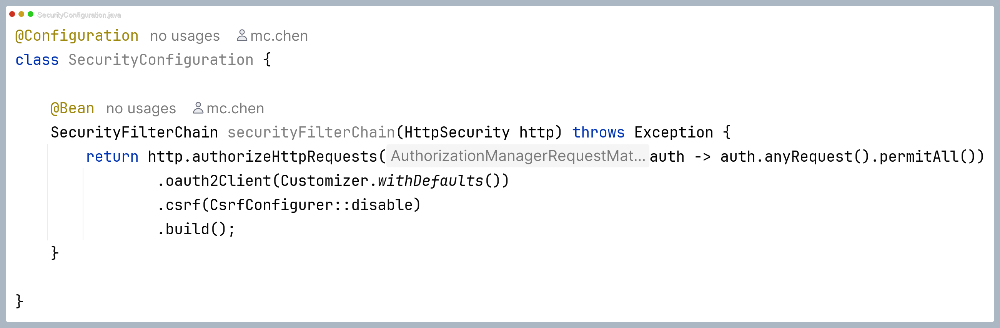 SecurityConfiguration.java
@Configuration no usages mc.chen
class SecurityConfiguration {
@Bean no usages mc.chen
SecurityFilterChain securityFilterChain(HttpSecurity http) throws Exception {
return http.authorizeHttpRequests( AuthorizationManagerRequestMat... auth -> auth.anyRequest().permitAll())
.oauth2Client(Customizer.withDefaults())
.csrf(CsrfConfigurer::disable)
.build();
}
}